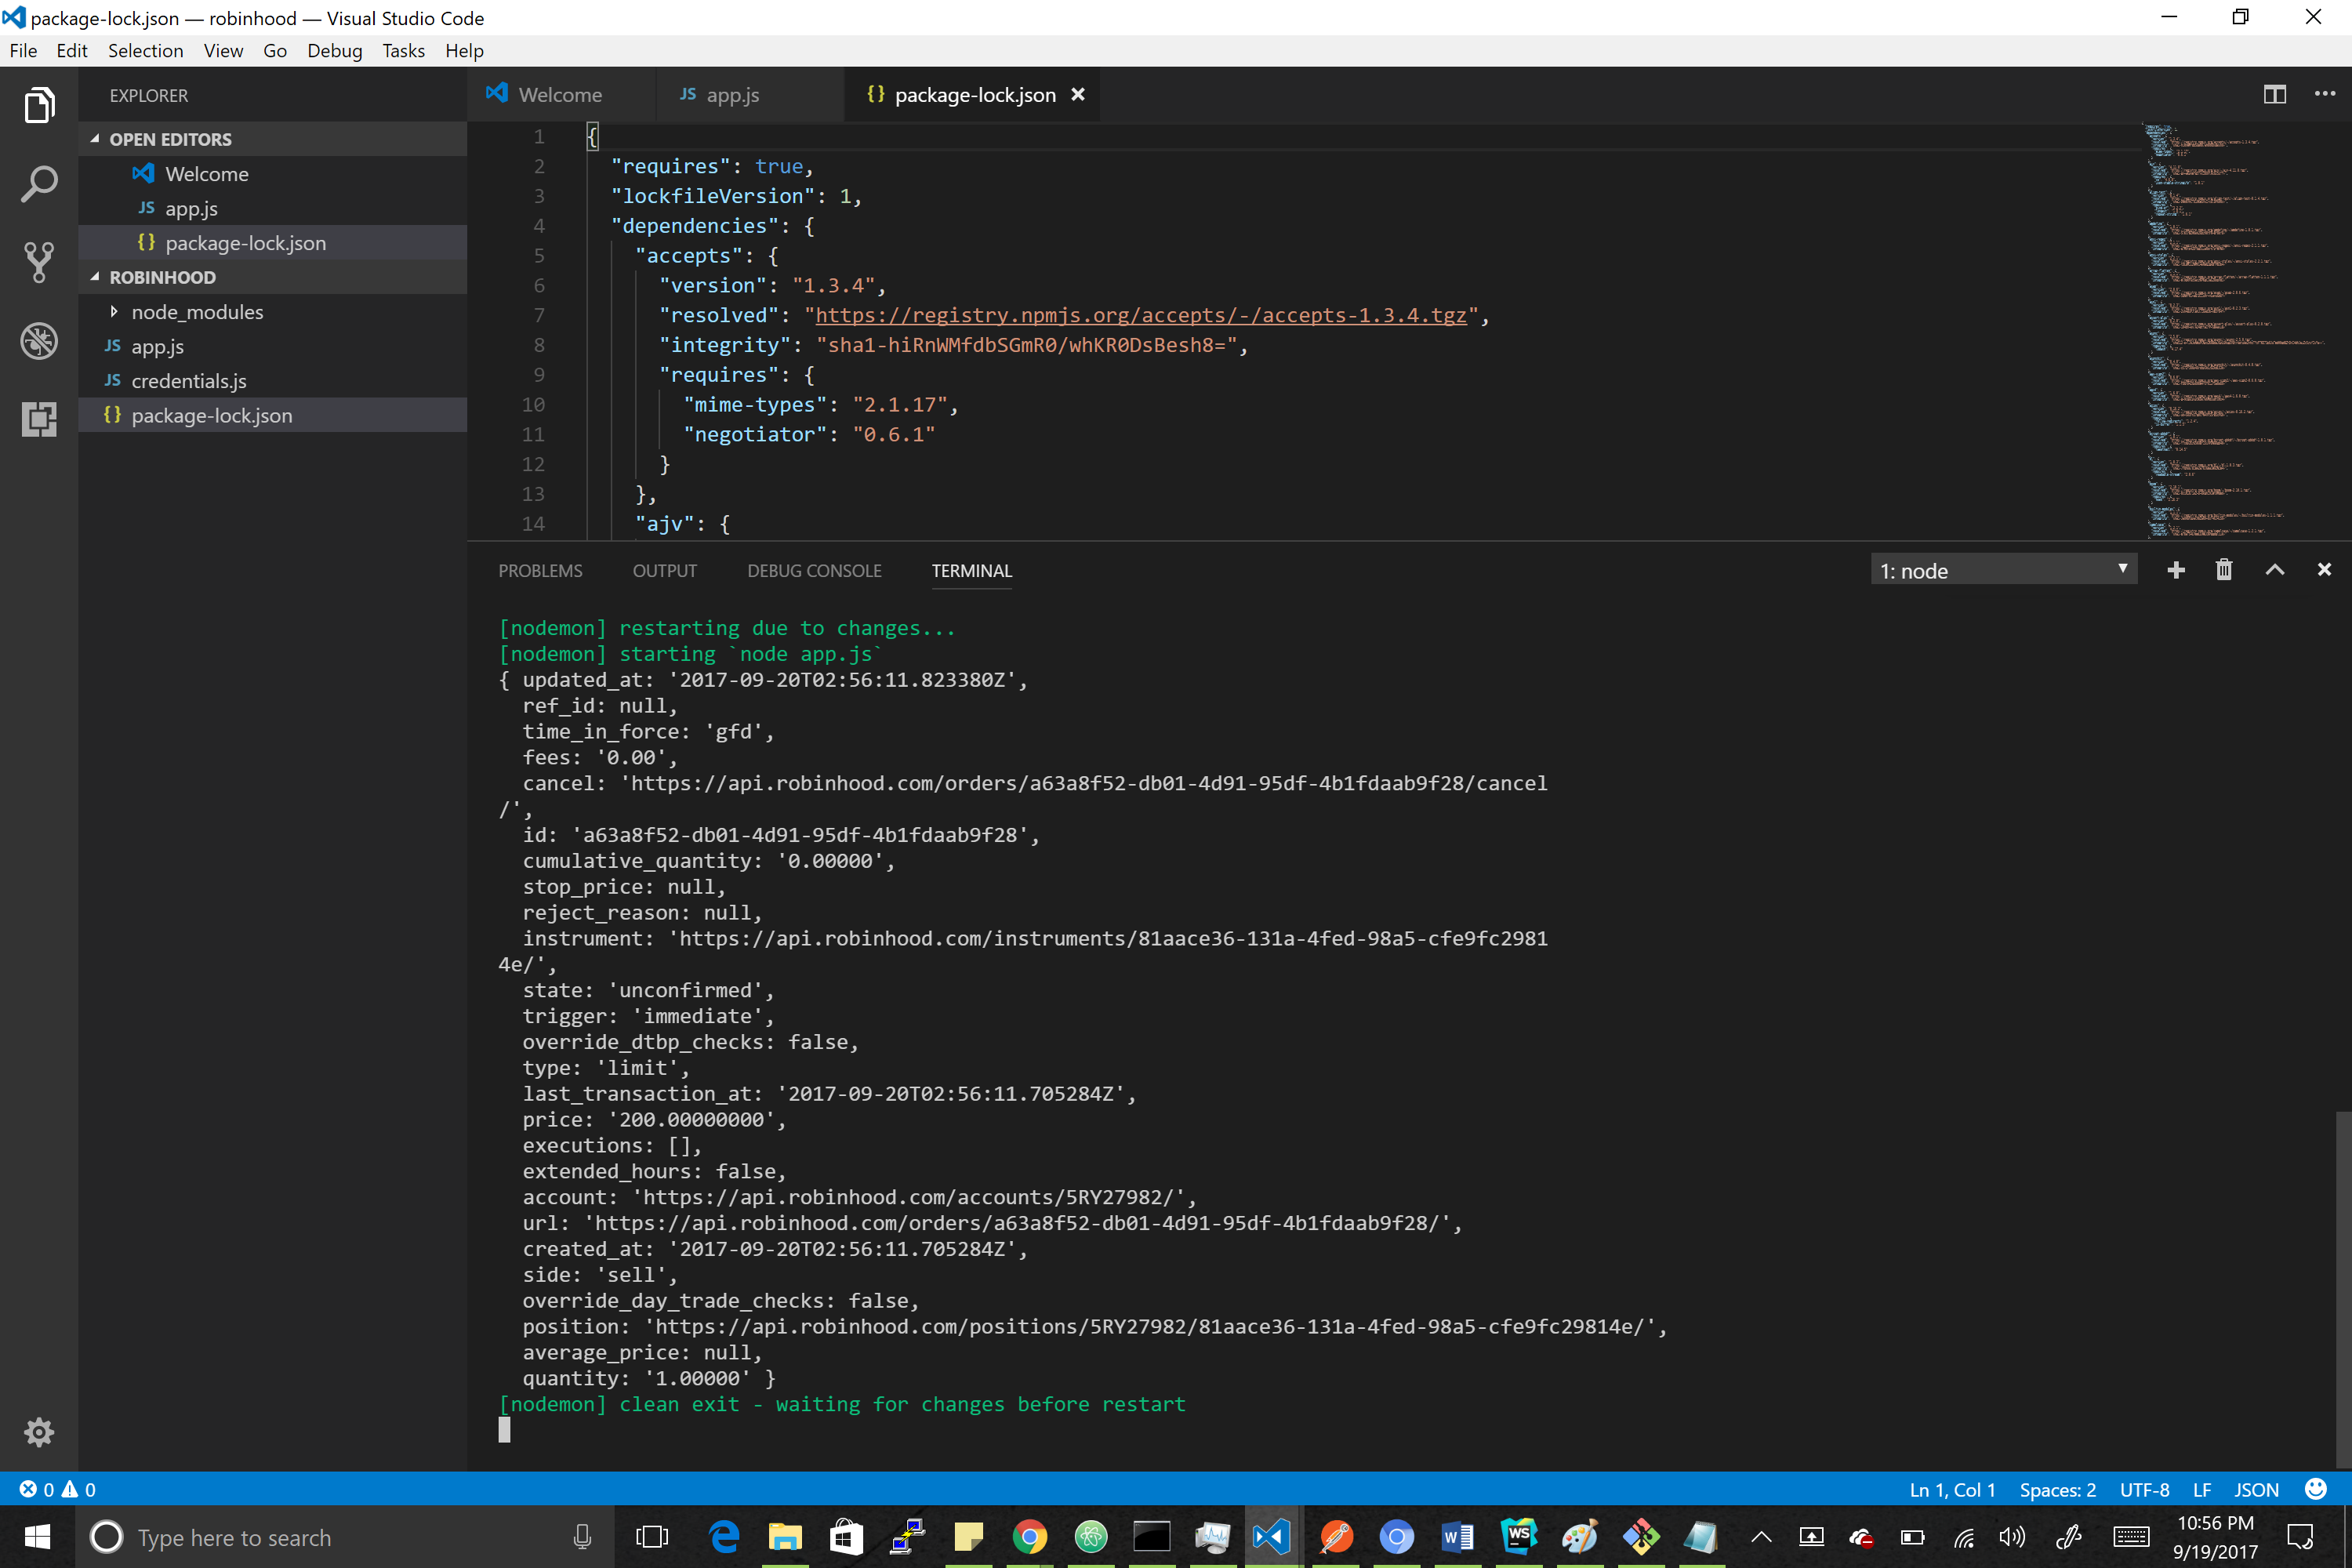 package-lock.json — robinhood — Visual Studio Code
File Edit Selection View Go Debug Tasks Help
EXPLORER
OPEN EDITORS
Welcome
JS app.js
{} package-lock.json
ROBINHOOD
node_modules
JS app.js
JS credentials.js
{} package-lock.json
Welcome JS app.js {} package-lock.json
1 {
2 "requires": true,
3 "lockfileVersion": 1,
4 "dependencies": {
5 "accepts": {
6 "version": "1.3.4",
7 "resolved": "https://registry.npmjs.org/accepts/-/accepts-1.3.4.tgz",
8 "integrity": "sha1-hiRnWMfdbSGmR0/whKR0DsBesh8=",
9 "requires": {
10 "mime-types": "2.1.17",
11 "negotiator": "0.6.1"
12 }
13 },
14 "ajv": {
PROBLEMS OUTPUT DEBUG CONSOLE TERMINAL 1: node
[nodemon] restarting due to changes...
[nodemon] starting `node app.js`
{ updated_at: '2017-09-20T02:56:11.823380Z',
ref_id: null,
time_in_force: 'gfd',
fees: '0.00',
cancel: 'https://api.robinhood.com/orders/a63a8f52-db01-4d91-95df-4b1fdaab9f28/cancel
/',
id: 'a63a8f52-db01-4d91-95df-4b1fdaab9f28',
cumulative_quantity: '0.00000',
stop_price: null,
reject_reason: null,
instrument: 'https://api.robinhood.com/instruments/81aace36-131a-4fed-98a5-cfe9fc2981
4e/',
state: 'unconfirmed',
trigger: 'immediate',
override_dtbp_checks: false,
type: 'limit',
last_transaction_at: '2017-09-20T02:56:11.705284Z',
price: '200.00000000',
executions: [],
extended_hours: false,
account: 'https://api.robinhood.com/accounts/5RY27982/',
url: 'https://api.robinhood.com/orders/a63a8f52-db01-4d91-95df-4b1fdaab9f28/',
created_at: '2017-09-20T02:56:11.705284Z',
side: 'sell',
override_day_trade_checks: false,
position: 'https://api.robinhood.com/positions/5RY27982/81aace36-131a-4fed-98a5-cfe9fc29814e/',
average_price: null,
quantity: '1.00000' }
[nodemon] clean exit - waiting for changes before restart
0 0 Ln 1, Col 1 Spaces: 2 UTF-8 LF JSON
Type here to search
WS
10:56 PM
9/19/2017